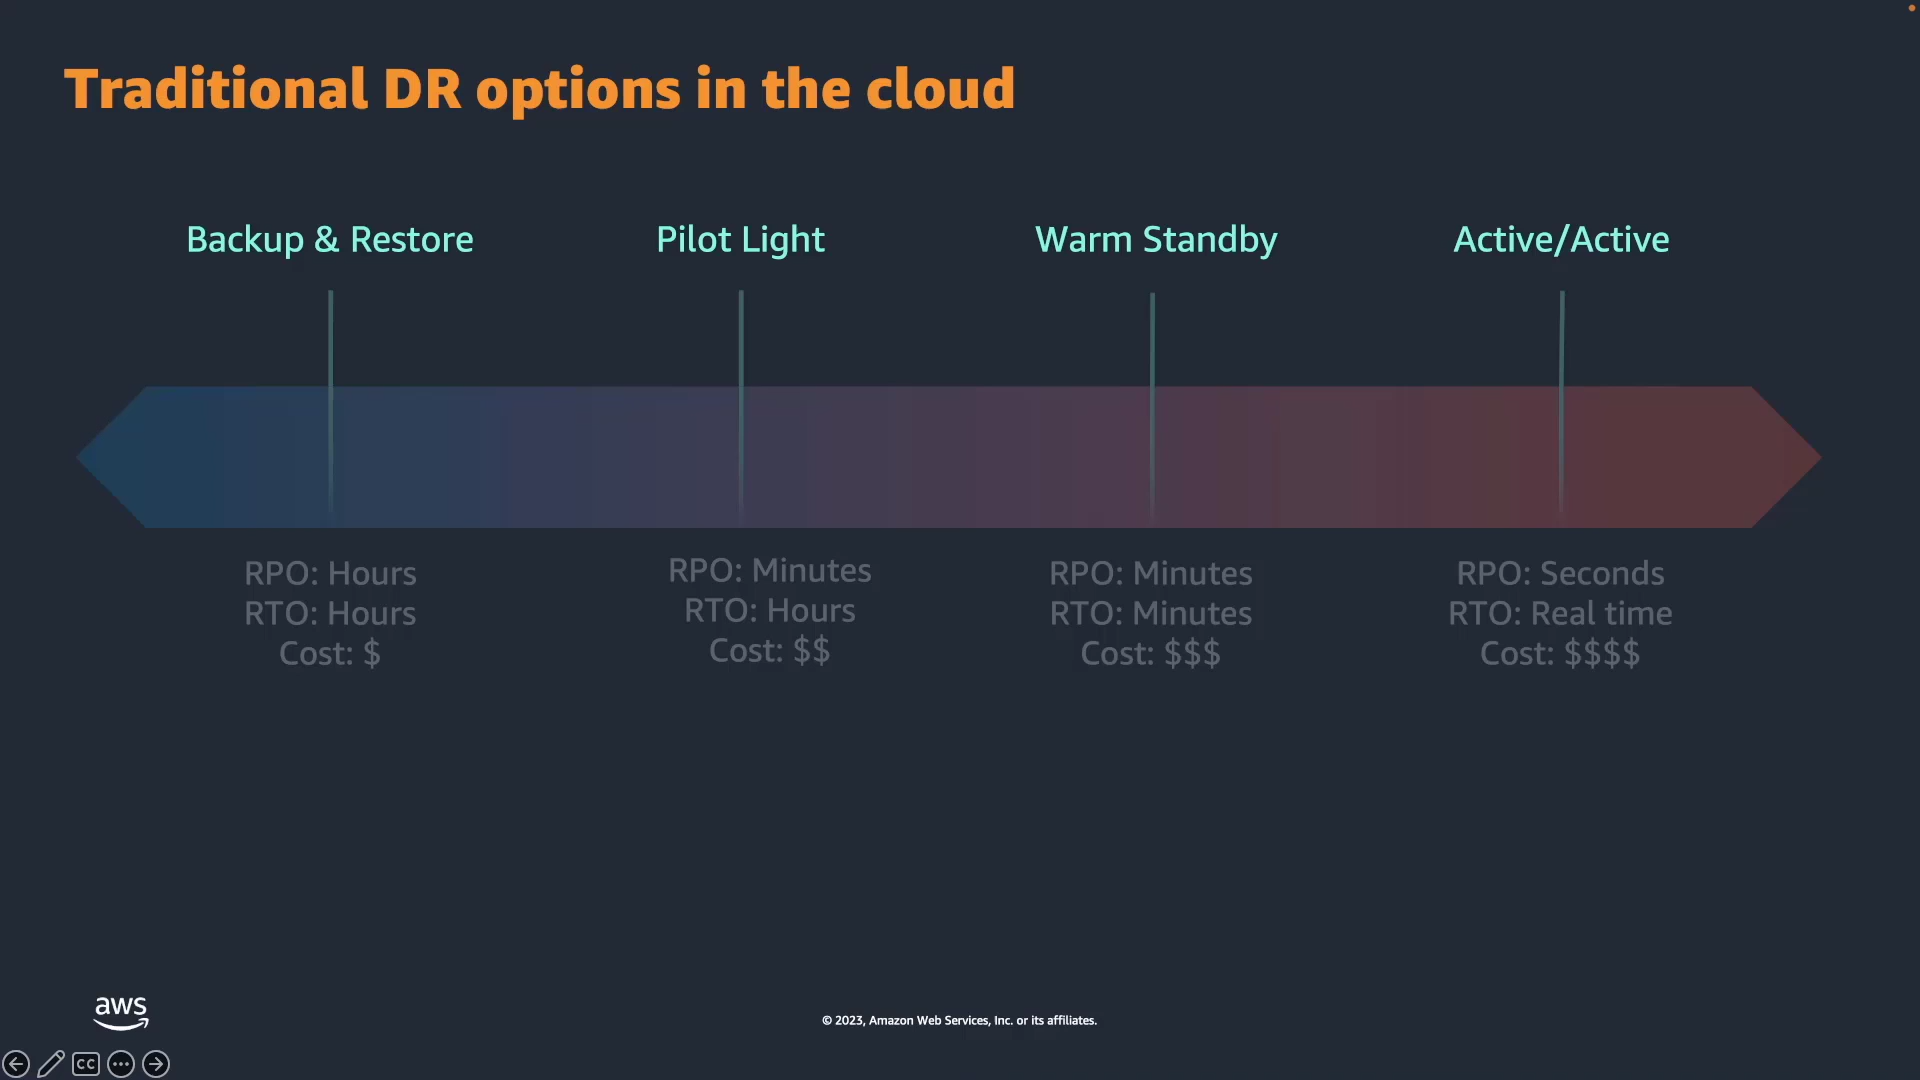 Traditional DR options in the cloud
Backup & Restore
Pilot Light
Warm Standby
Active/Active
RPO: Hours
RTO: Hours
Cost: $
RPO: Minutes
RTO: Hours
Cost: $$
RPO: Minutes
RTO: Minutes
Cost: $$$
RPO: Seconds
RTO: Real time
Cost: $$$$
aws
© 2023, Amazon Web Services, Inc. or its affiliates.
CC